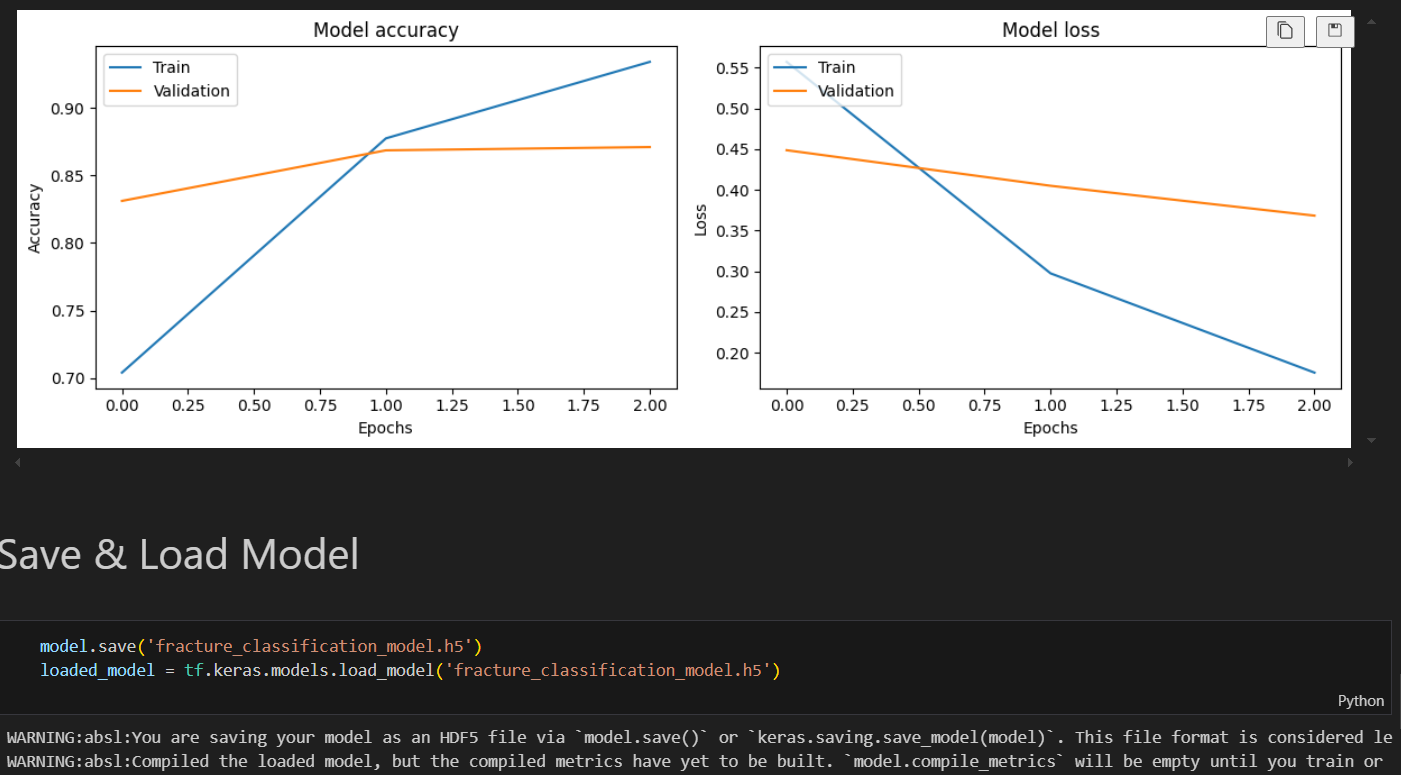 Model accuracy
Train
Validation
0.90
0.85
0.80
0.75
0.70
Accuracy
0.00 0.25 0.50 0.75 1.00 1.25 1.50 1.75 2.00
Epochs
Model loss
Train
Validation
0.55
0.50
0.45
0.40
0.35
0.30
0.25
0.20
Loss
0.00 0.25 0.50 0.75 1.00 1.25 1.50 1.75 2.00
Epochs
Save & Load Model
model.save('fracture_classification_model.h5')
loaded_model = tf.keras.models.load_model('fracture_classification_model.h5')
Python
WARNING:absl:You are saving your model as an HDF5 file via `model.save()` or `keras.saving.save_model(model)`. This file format is considered le
WARNING:absl:Compiled the loaded model, but the compiled metrics have yet to be built. `model.compile_metrics` will be empty until you train or